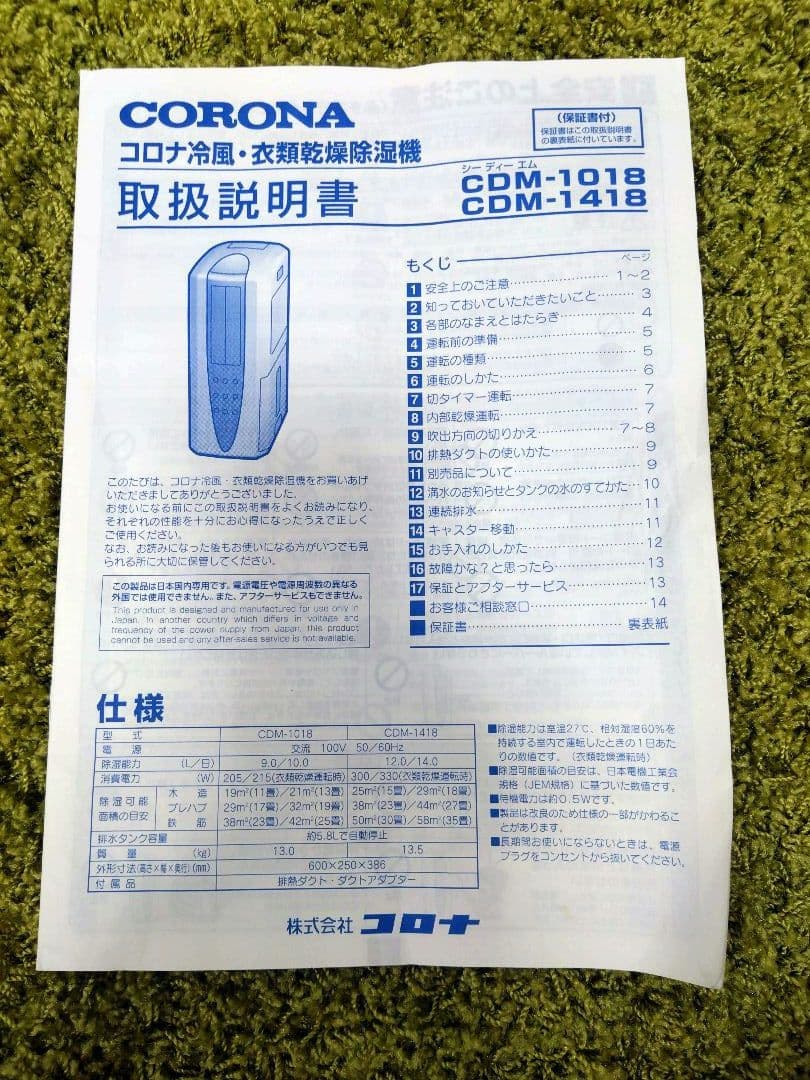 CORONA
コロナ冷風・衣類乾燥除湿機
取扱説明書
(保証書付)
保証書はこの取扱説明書
の裏表紙に付いています。
シー ディー エム
CDM-1018
CDM-1418
もくじ ページ
1 安全上のご注意 1〜2
2 知っておいていただきたいこと 3
3 各部のなまえとはたらき 4
4 運転前の準備 5
5 運転の種類 5
6 運転のしかた 6
7 切タイマー運転 7
8 内部乾燥運転 7
9 吹出方向の切りかえ 7〜8
10 排熱ダクトの使いかた 9
11 別売品について 9
12 満水のお知らせとタンクの水のすてかた 10
13 連続排水 11
14 キャスター移動 11
15 お手入れのしかた 12
16 故障かな？と思ったら 13
17 保証とアフターサービス 13
■ お客様ご相談窓口 14
■ 保証書 裏表紙
このたびは、コロナ冷風・衣類乾燥除湿機をお買いあげ
いただきましてありがとうございました。
お使いになる前にこの取扱説明書をよくお読みになり、
それぞれの性能を十分にお心得になったうえで正しく
ご使用ください。
なお、お読みになった後もお使いになる方がいつでも見
られる所に大切に保管してください。
この製品は日本国内専用です。電源電圧や電源周波数の異なる
外国では使用できません。また、アフターサービスもできません。
This product is designed and manufactured for use only in
Japan. In another country which differs in voltage and
frequency of the power supply from Japan, this product
cannot be used and any after-sales service is not available.
仕様
型式 CDM-1018 CDM-1418
電源 交流 100V 50/60Hz
除湿能力 (L/日) 9.0/10.0 12.0/14.0
消費電力 (W) 205/215(衣類乾燥運転時) 300/330(衣類乾燥運転時)
除湿可能面積の目安 木造 19m²(11畳)/21m²(13畳) 25m²(15畳)/29m²(18畳)
プレハブ 29m²(17畳)/32m²(19畳) 38m²(23畳)/44m²(27畳)
鉄筋 38m²(23畳)/42m²(25畳) 50m²(30畳)/58m²(35畳)
排水タンク容量 約5.8Lで自動停止
質量 (kg) 13.0 13.5
外形寸法(高さ×幅×奥行)(mm) 600×250×386
付属品 排熱ダクト・ダクトアダプター
■除湿能力は室温27℃、相対湿度60％を
持続する室内で運転したときの1日あた
りの数値です。(衣類乾燥運転時)
■除湿可能面積の目安は、日本電機工業会
規格(JEM規格)に基づいた数値です。
■待機電力は約0.5Wです。
■製品は改良のため仕様の一部がかわるこ
とがあります。
■長期間お使いにならないときは、電源
プラグをコンセントから抜いてください。
株式会社 コロナ